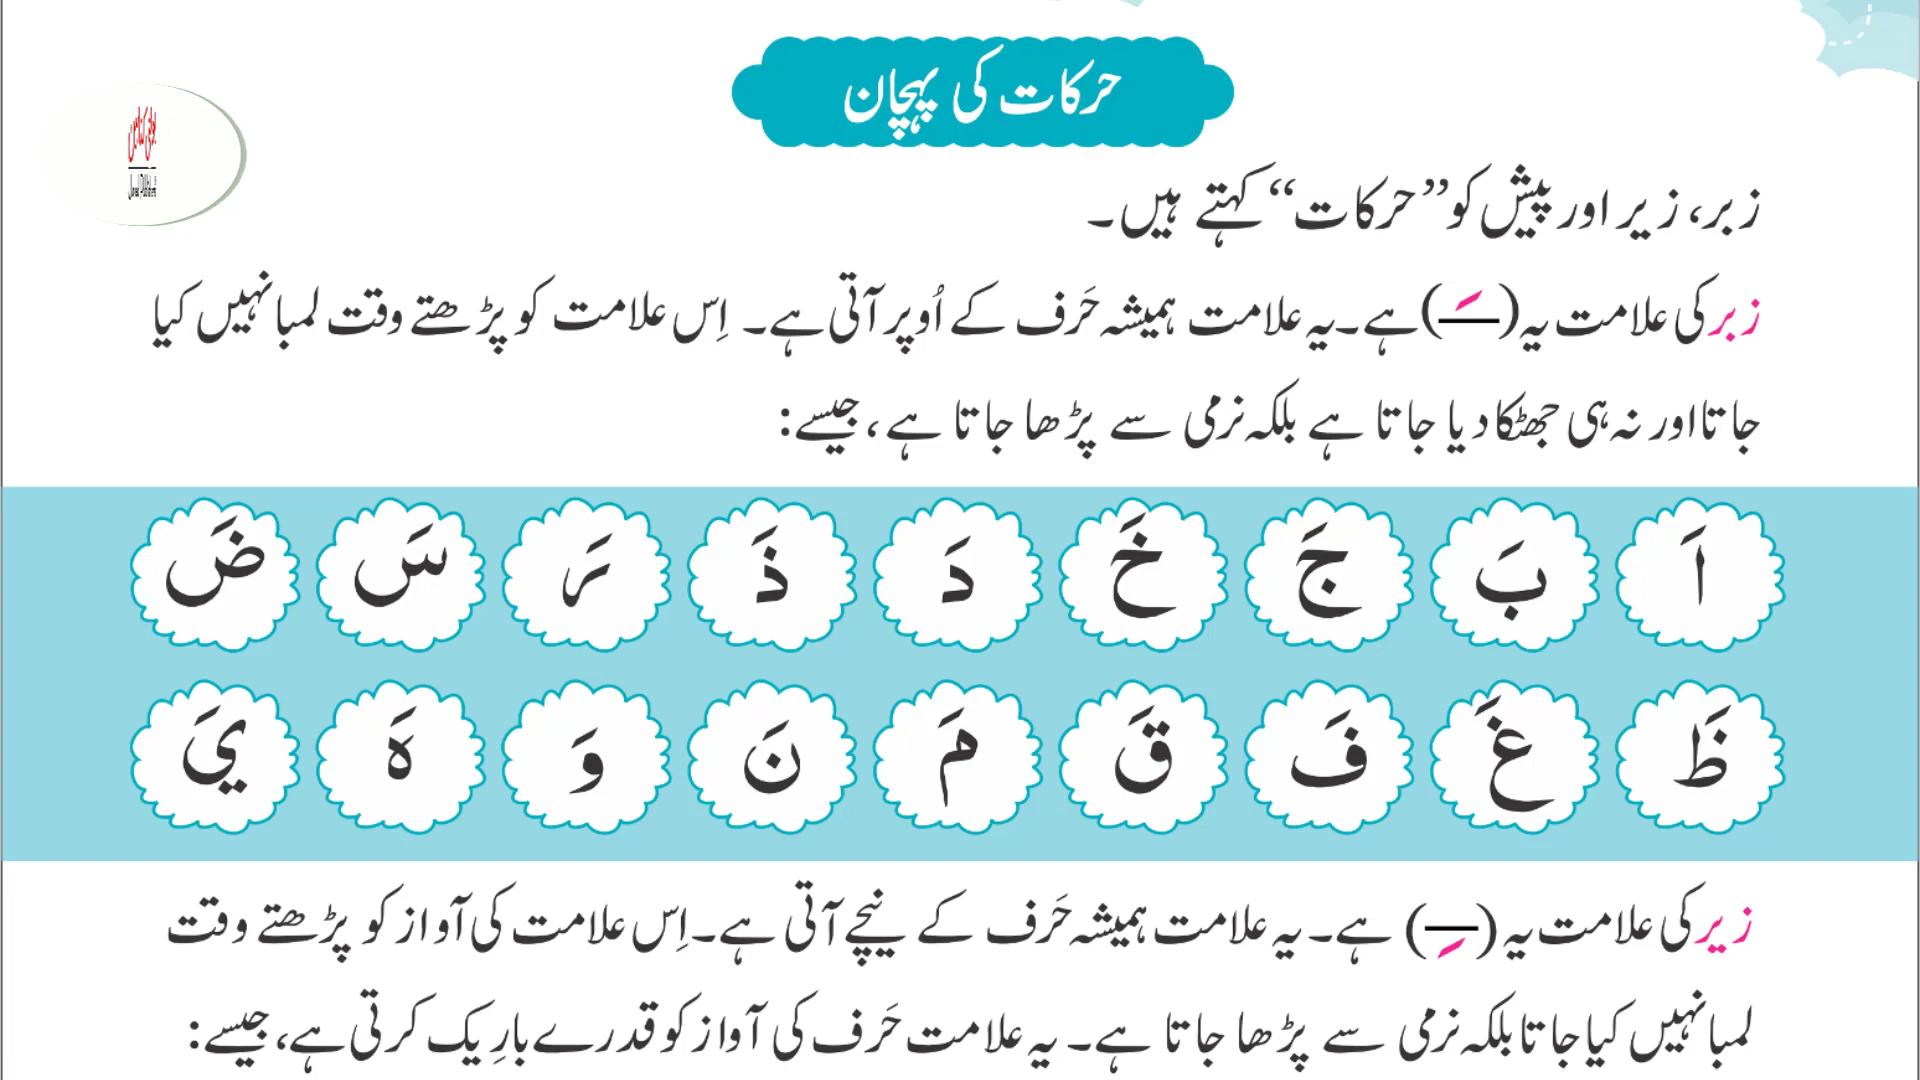 حرکات کی پہچان
زبر، زیر اور پیش کو ”حرکات“ کہتے ہیں۔
زبر کی علامت یہ (ـَـ) ہے۔ یہ علامت ہمیشہ حَرف کے اُوپر آتی ہے۔ اِس علامت کو پڑھتے وقت لمبا نہیں کیا
جاتا اور نہ ہی جھٹکا دیا جاتا ہے بلکہ نرمی سے پڑھا جاتا ہے، جیسے:
اَ بَ جَ خَ دَ ذَ رَ سَ ضَ
ظَ غَ فَ قَ مَ نَ وَ هَ يَ
زیر کی علامت یہ (ـِـ) ہے۔ یہ علامت ہمیشہ حَرف کے نیچے آتی ہے۔ اِس علامت کی آواز کو پڑھتے وقت
لمبا نہیں کیا جاتا بلکہ نرمی سے پڑھا جاتا ہے۔ یہ علامت حَرف کی آواز کو قدرے بارِیک کرتی ہے، جیسے: